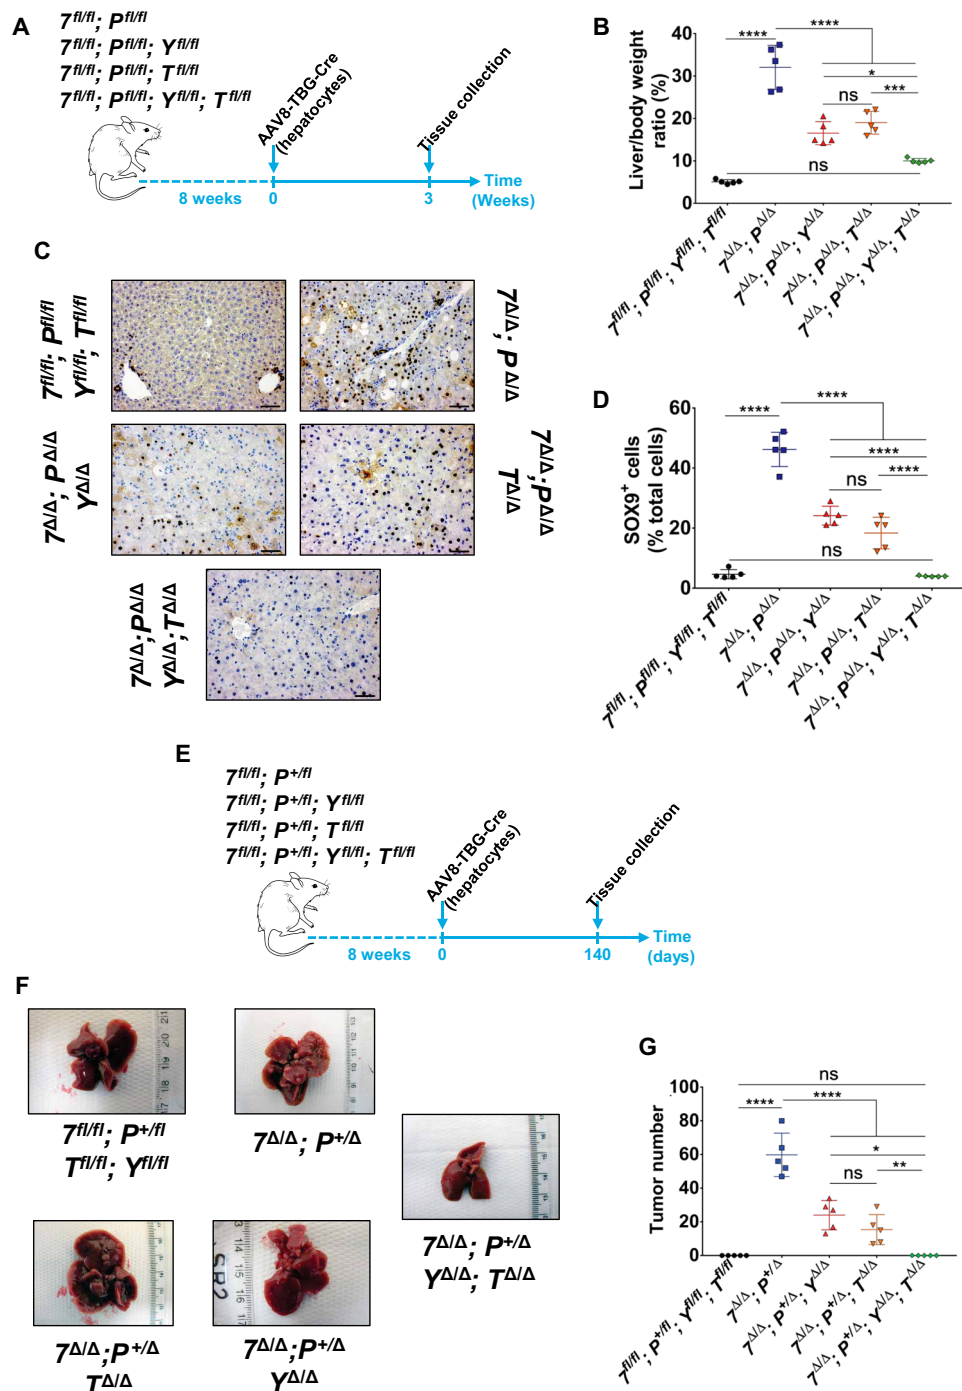 A
7fl/fl; Pfl/fl
7fl/fl; Pfl/fl; Yfl/fl
7fl/fl; Pfl/fl; Tfl/fl
7fl/fl; Pfl/fl; Yfl/fl; Tfl/fl
AAV8-TBG-Cre
(hepatocytes)
Tissue collection
8 weeks
0
3
Time
(Weeks)
B
Liver/body weight
ratio (%)
40
30
20
10
0
****
****
*
ns
***
ns
7fl/fl; Pfl/fl; Yfl/fl; Tfl/fl
7Δ/Δ; PΔ/Δ
7Δ/Δ; PΔ/Δ; YΔ/Δ
7Δ/Δ; PΔ/Δ; TΔ/Δ
7Δ/Δ; PΔ/Δ; YΔ/Δ; TΔ/Δ
C
7fl/fl; Pfl/fl
Yfl/fl; Tfl/fl
7Δ/Δ; PΔ/Δ
7Δ/Δ; PΔ/Δ
YΔ/Δ
7Δ/Δ;PΔ/Δ
TΔ/Δ
7Δ/Δ;PΔ/Δ
YΔ/Δ;TΔ/Δ
D
SOX9+ cells
(% total cells)
60
40
20
0
****
****
****
ns
****
ns
7fl/fl; Pfl/fl; Yfl/fl; Tfl/fl
7Δ/Δ; PΔ/Δ
7Δ/Δ; PΔ/Δ; YΔ/Δ
7Δ/Δ; PΔ/Δ; TΔ/Δ
7Δ/Δ; PΔ/Δ; YΔ/Δ; TΔ/Δ
E
7fl/fl; P+/fl
7fl/fl; P+/fl; Yfl/fl
7fl/fl; P+/fl; Tfl/fl
7fl/fl; P+/fl; Yfl/fl; Tfl/fl
AAV8-TBG-Cre
(hepatocytes)
Tissue collection
8 weeks
0
140
Time
(days)
F
7fl/fl; P+/fl
Tfl/fl; Yfl/fl
7Δ/Δ; P+/Δ
7Δ/Δ; P+/Δ
YΔ/Δ; TΔ/Δ
7Δ/Δ;P+/Δ
TΔ/Δ
7Δ/Δ;P+/Δ
YΔ/Δ
G
Tumor number
100
80
60
40
20
0
ns
****
****
*
ns
**
7fl/fl; P+/fl; Yfl/fl; Tfl/fl
7Δ/Δ; P+/Δ
7Δ/Δ; P+/Δ; YΔ/Δ
7Δ/Δ; P+/Δ; TΔ/Δ
7Δ/Δ; P+/Δ; YΔ/Δ; TΔ/Δ